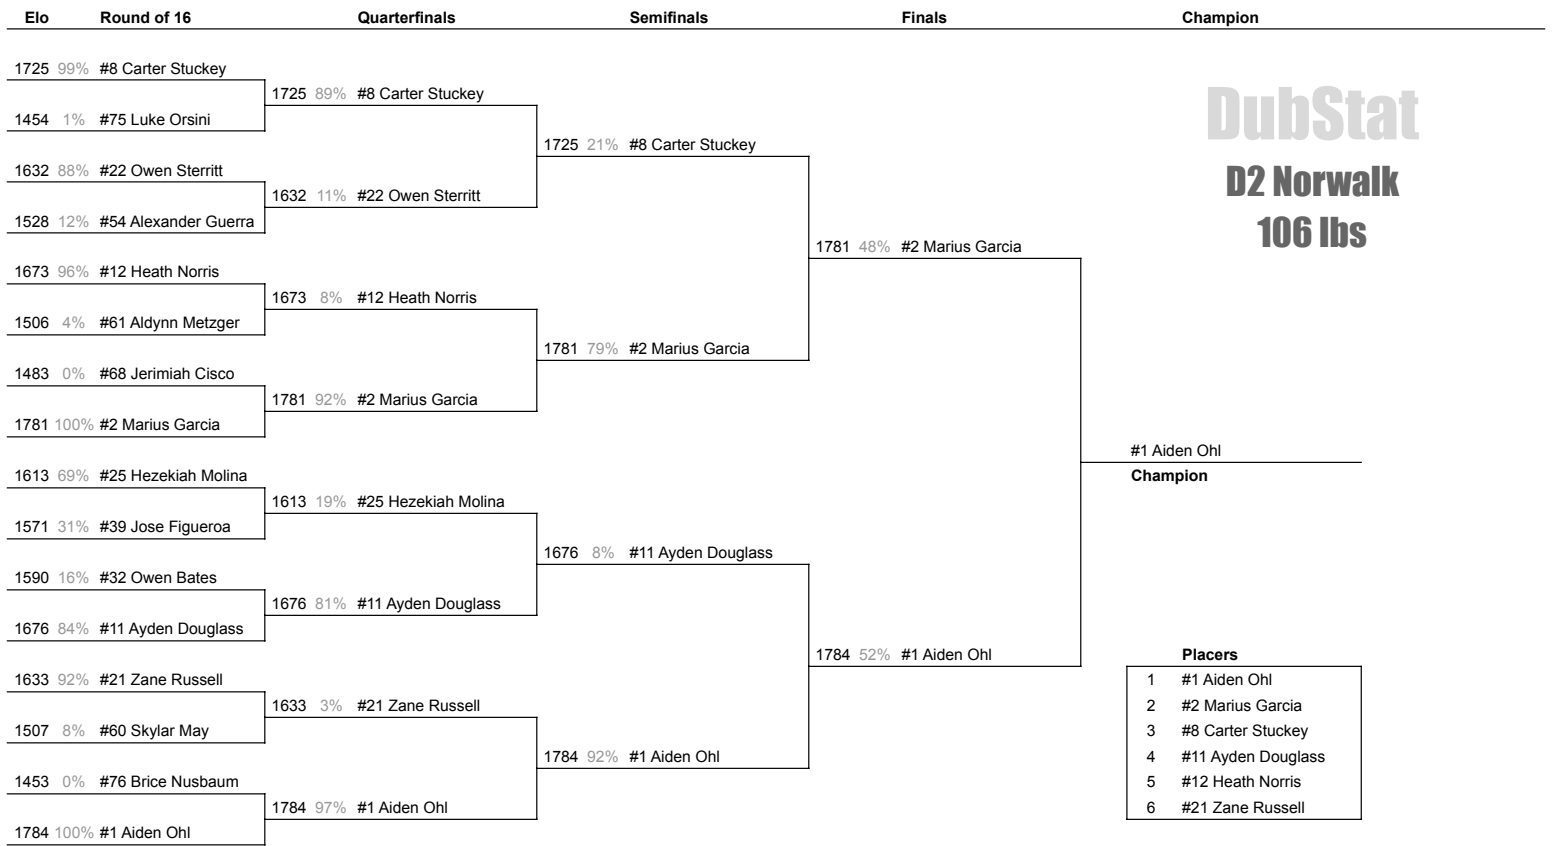 Elo Round of 16 Quarterfinals Semifinals Finals Champion
1725 99% #8 Carter Stuckey
1725 89% #8 Carter Stuckey
DubStat
1454 1% #75 Luke Orsini
1725 21% #8 Carter Stuckey
1632 88% #22 Owen Sterritt
D2 Norwalk
1632 11% #22 Owen Sterritt
1528 12% #54 Alexander Guerra
106 lbs
1781 48% #2 Marius Garcia
1673 96% #12 Heath Norris
1673 8% #12 Heath Norris
1506 4% #61 Aldynn Metzger
1781 79% #2 Marius Garcia
1483 0% #68 Jerimiah Cisco
1781 92% #2 Marius Garcia
1781 100% #2 Marius Garcia
#1 Aiden Ohl
1613 69% #25 Hezekiah Molina
Champion
1613 19% #25 Hezekiah Molina
1571 31% #39 Jose Figueroa
1676 8% #11 Ayden Douglass
1590 16% #32 Owen Bates
1676 81% #11 Ayden Douglass
1676 84% #11 Ayden Douglass
1784 52% #1 Aiden Ohl
Placers
1633 92% #21 Zane Russell
1 #1 Aiden Ohl
1633 3% #21 Zane Russell
2 #2 Marius Garcia
1507 8% #60 Skylar May
3 #8 Carter Stuckey
1784 92% #1 Aiden Ohl
4 #11 Ayden Douglass
1453 0% #76 Brice Nusbaum
5 #12 Heath Norris
1784 97% #1 Aiden Ohl
6 #21 Zane Russell
1784 100% #1 Aiden Ohl